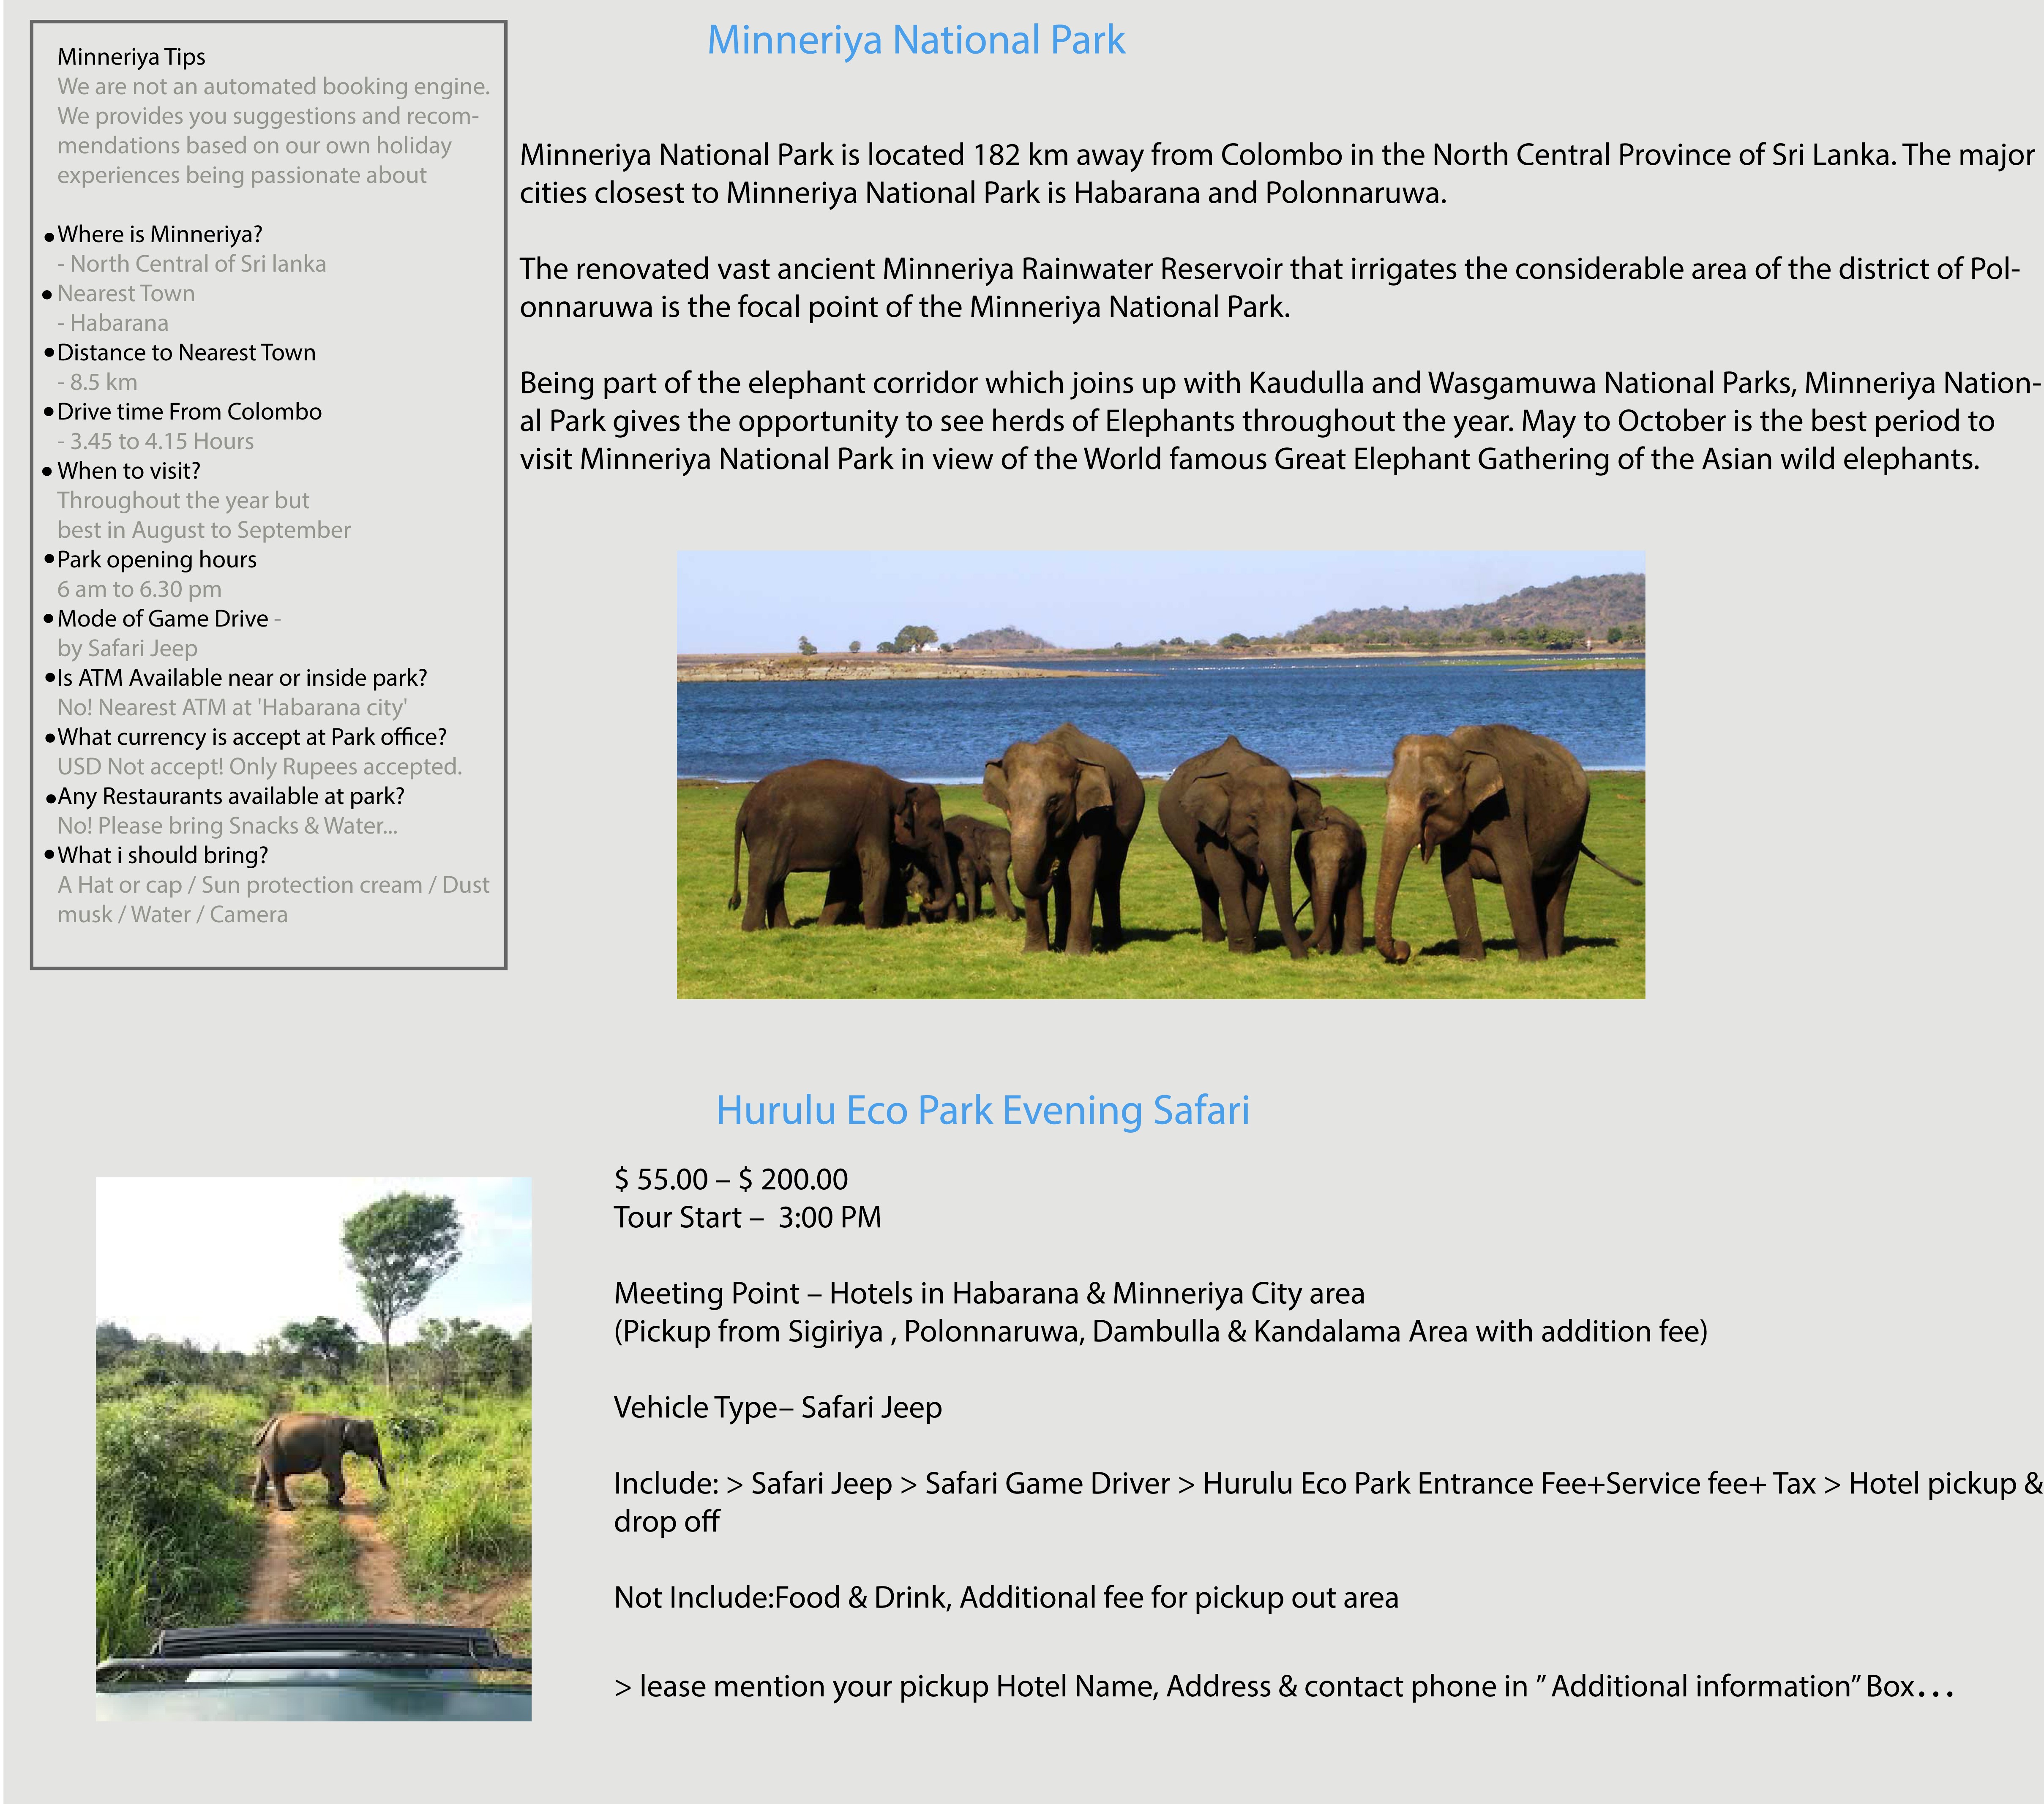 Minneriya Tips
We are not an automated booking engine.
We provides you suggestions and recom-
mendations based on our own holiday
experiences being passionate about
•Where is Minneriya?
- North Central of Sri lanka
• Nearest Town
- Habarana
•Distance to Nearest Town
- 8.5 km
•Drive time From Colombo
- 3.45 to 4.15 Hours
• When to visit?
Throughout the year but
best in August to September
•Park opening hours
6 am to 6.30 pm
•Mode of Game Drive -
by Safari Jeep
•Is ATM Available near or inside park?
No! Nearest ATM at 'Habarana city'
•What currency is accept at Park office?
USD Not accept! Only Rupees accepted.
•Any Restaurants available at park?
No! Please bring Snacks & Water...
•What i should bring?
A Hat or cap / Sun protection cream / Dust
musk / Water / Camera
Minneriya National Park
Minneriya National Park is located 182 km away from Colombo in the North Central Province of Sri Lanka. The major
cities closest to Minneriya National Park is Habarana and Polonnaruwa.
The renovated vast ancient Minneriya Rainwater Reservoir that irrigates the considerable area of the district of Pol-
onnaruwa is the focal point of the Minneriya National Park.
Being part of the elephant corridor which joins up with Kaudulla and Wasgamuwa National Parks, Minneriya Nation-
al Park gives the opportunity to see herds of Elephants throughout the year. May to October is the best period to
visit Minneriya National Park in view of the World famous Great Elephant Gathering of the Asian wild elephants.
Hurulu Eco Park Evening Safari
$ 55.00 – $ 200.00
Tour Start –  3:00 PM
Meeting Point – Hotels in Habarana & Minneriya City area
(Pickup from Sigiriya , Polonnaruwa, Dambulla & Kandalama Area with addition fee)
Vehicle Type– Safari Jeep
Include: > Safari Jeep > Safari Game Driver > Hurulu Eco Park Entrance Fee+Service fee+ Tax > Hotel pickup &
drop off
Not Include:Food & Drink, Additional fee for pickup out area
> lease mention your pickup Hotel Name, Address & contact phone in ” Additional information” Box…